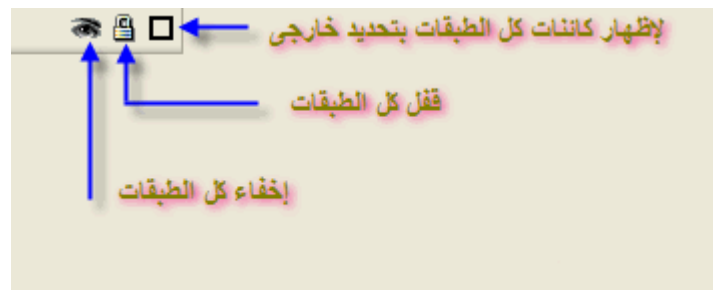 لإظهار كائنات كل الطبقات بتحديد خارجى
قفل كل الطبقات
إخفاء كل الطبقات